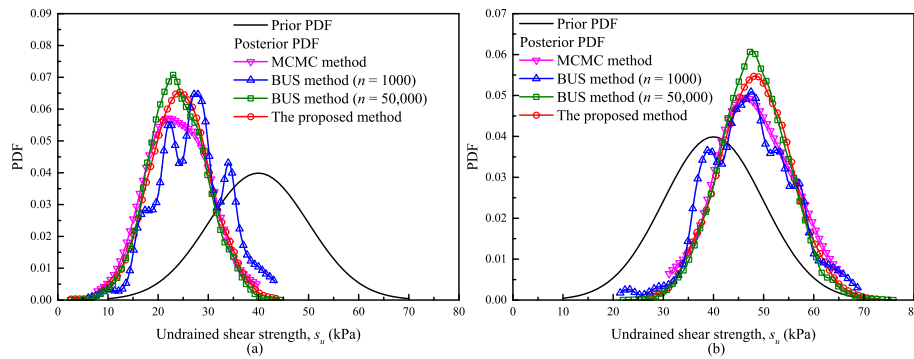 Prior PDF
Posterior PDF
MCMC method
BUS method (n = 1000)
BUS method (n = 50,000)
The proposed method
0.09
0.08
0.07
0.06
0.05
0.04
0.03
0.02
0.01
0.00
PDF
0 10 20 30 40 50 60 70 80
Undrained shear strength, su (kPa)
(a)
Prior PDF
Posterior PDF
MCMC method
BUS method (n = 1000)
BUS method (n = 50,000)
The proposed method
0.07
0.06
0.05
0.04
0.03
0.02
0.01
0.00
PDF
0 10 20 30 40 50 60 70 8
Undrained shear strength, su (kPa)
(b)